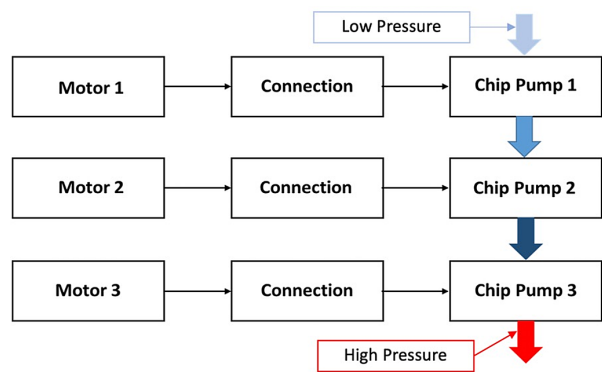 Low Pressure
Motor 1
Connection
Chip Pump 1
Motor 2
Connection
Chip Pump 2
Motor 3
Connection
Chip Pump 3
High Pressure